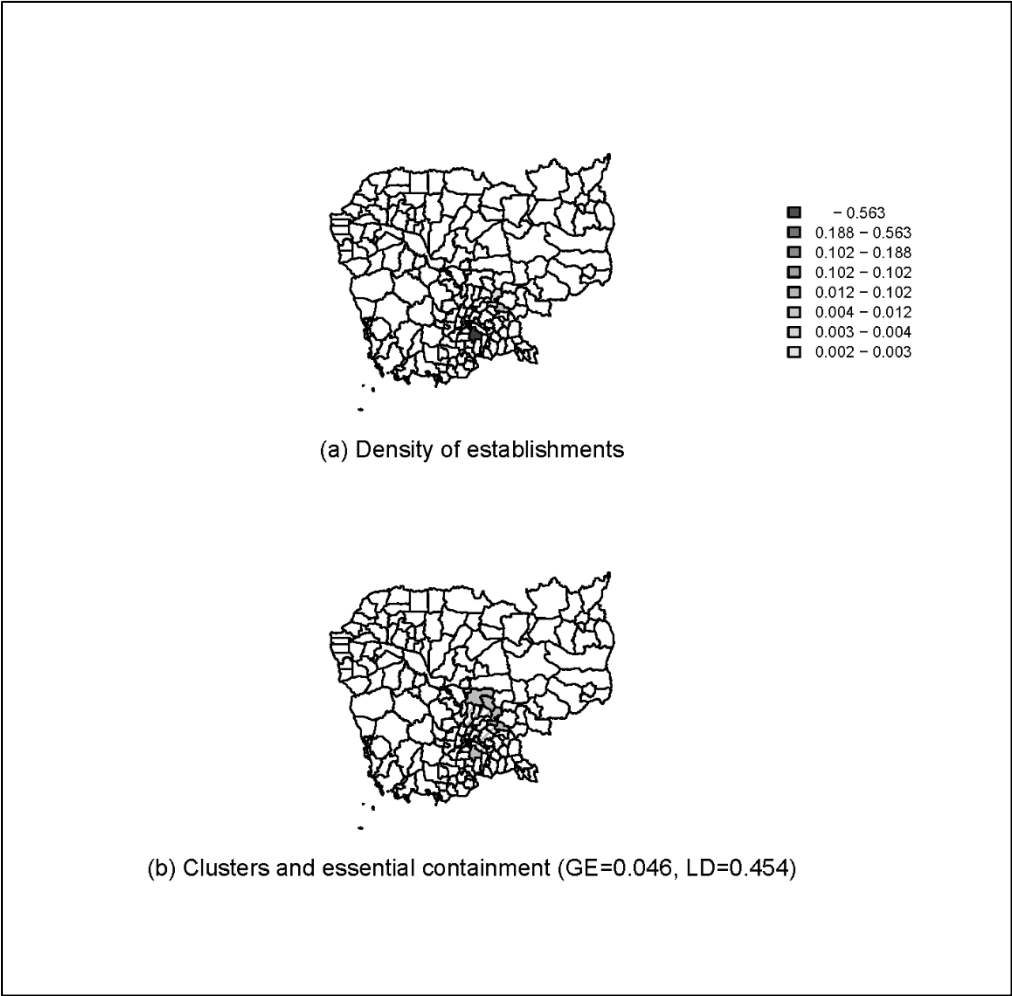 − 0.563
0.188 − 0.563
0.102 − 0.188
0.102 − 0.102
0.012 − 0.102
0.004 − 0.012
0.003 − 0.004
0.002 − 0.003
(a) Density of establishments
(b) Clusters and essential containment (GE=0.046, LD=0.454)